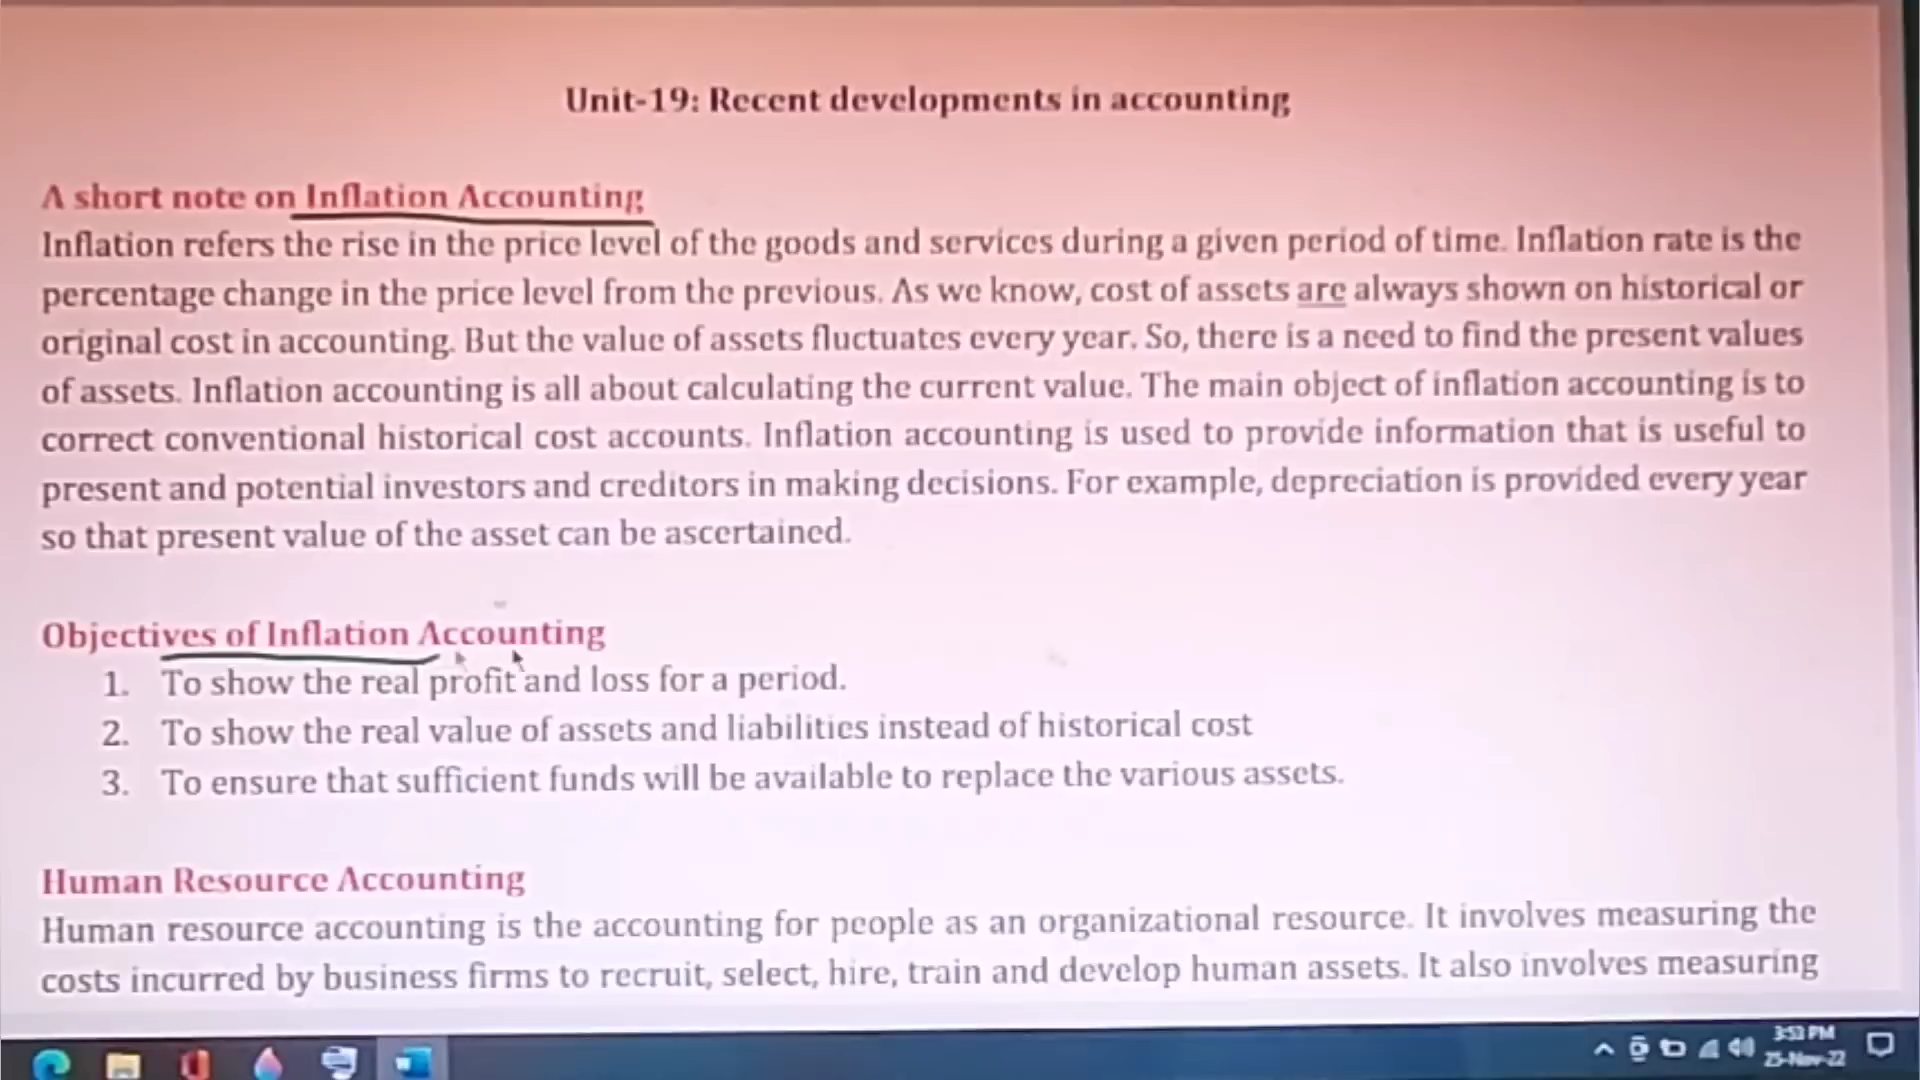 Unit-19: Recent developments in accounting
A short note on Inflation Accounting
Inflation refers the rise in the price level of the goods and services during a given period of time. Inflation rate is the
percentage change in the price level from the previous. As we know, cost of assets are always shown on historical or
original cost in accounting. But the value of assets fluctuates every year. So, there is a need to find the present values
of assets. Inflation accounting is all about calculating the current value. The main object of inflation accounting is to
correct conventional historical cost accounts. Inflation accounting is used to provide information that is useful to
present and potential investors and creditors in making decisions. For example, depreciation is provided every year
so that present value of the asset can be ascertained.
Objectives of Inflation Accounting
1. To show the real profit and loss for a period.
2. To show the real value of assets and liabilities instead of historical cost
3. To ensure that sufficient funds will be available to replace the various assets.
Human Resource Accounting
Human resource accounting is the accounting for people as an organizational resource. It involves measuring the
costs incurred by business firms to recruit, select, hire, train and develop human assets. It also involves measuring
3:53 PM
25-Nov-22